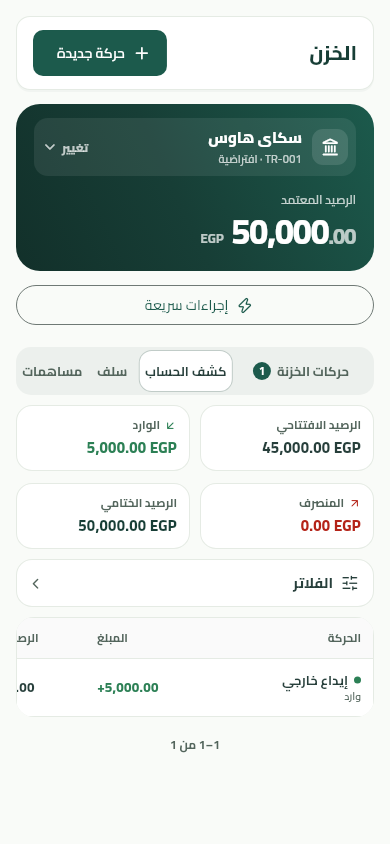 الخزن
حركة جديدة
سكاي هاوس
TR-001 · افتراضية
تغيير
الرصيد المعتمد
50,000.00 EGP
إجراءات سريعة
حركات الخزنة 1
كشف الحساب
سلف
مساهمات
الرصيد الافتتاحي
45,000.00 EGP
الوارد
5,000.00 EGP
المنصرف
0.00 EGP
الرصيد الختامي
50,000.00 EGP
الفلاتر
الحركة المبلغ
إيداع خارجي +5,000.00
وارد
1–1 من 1